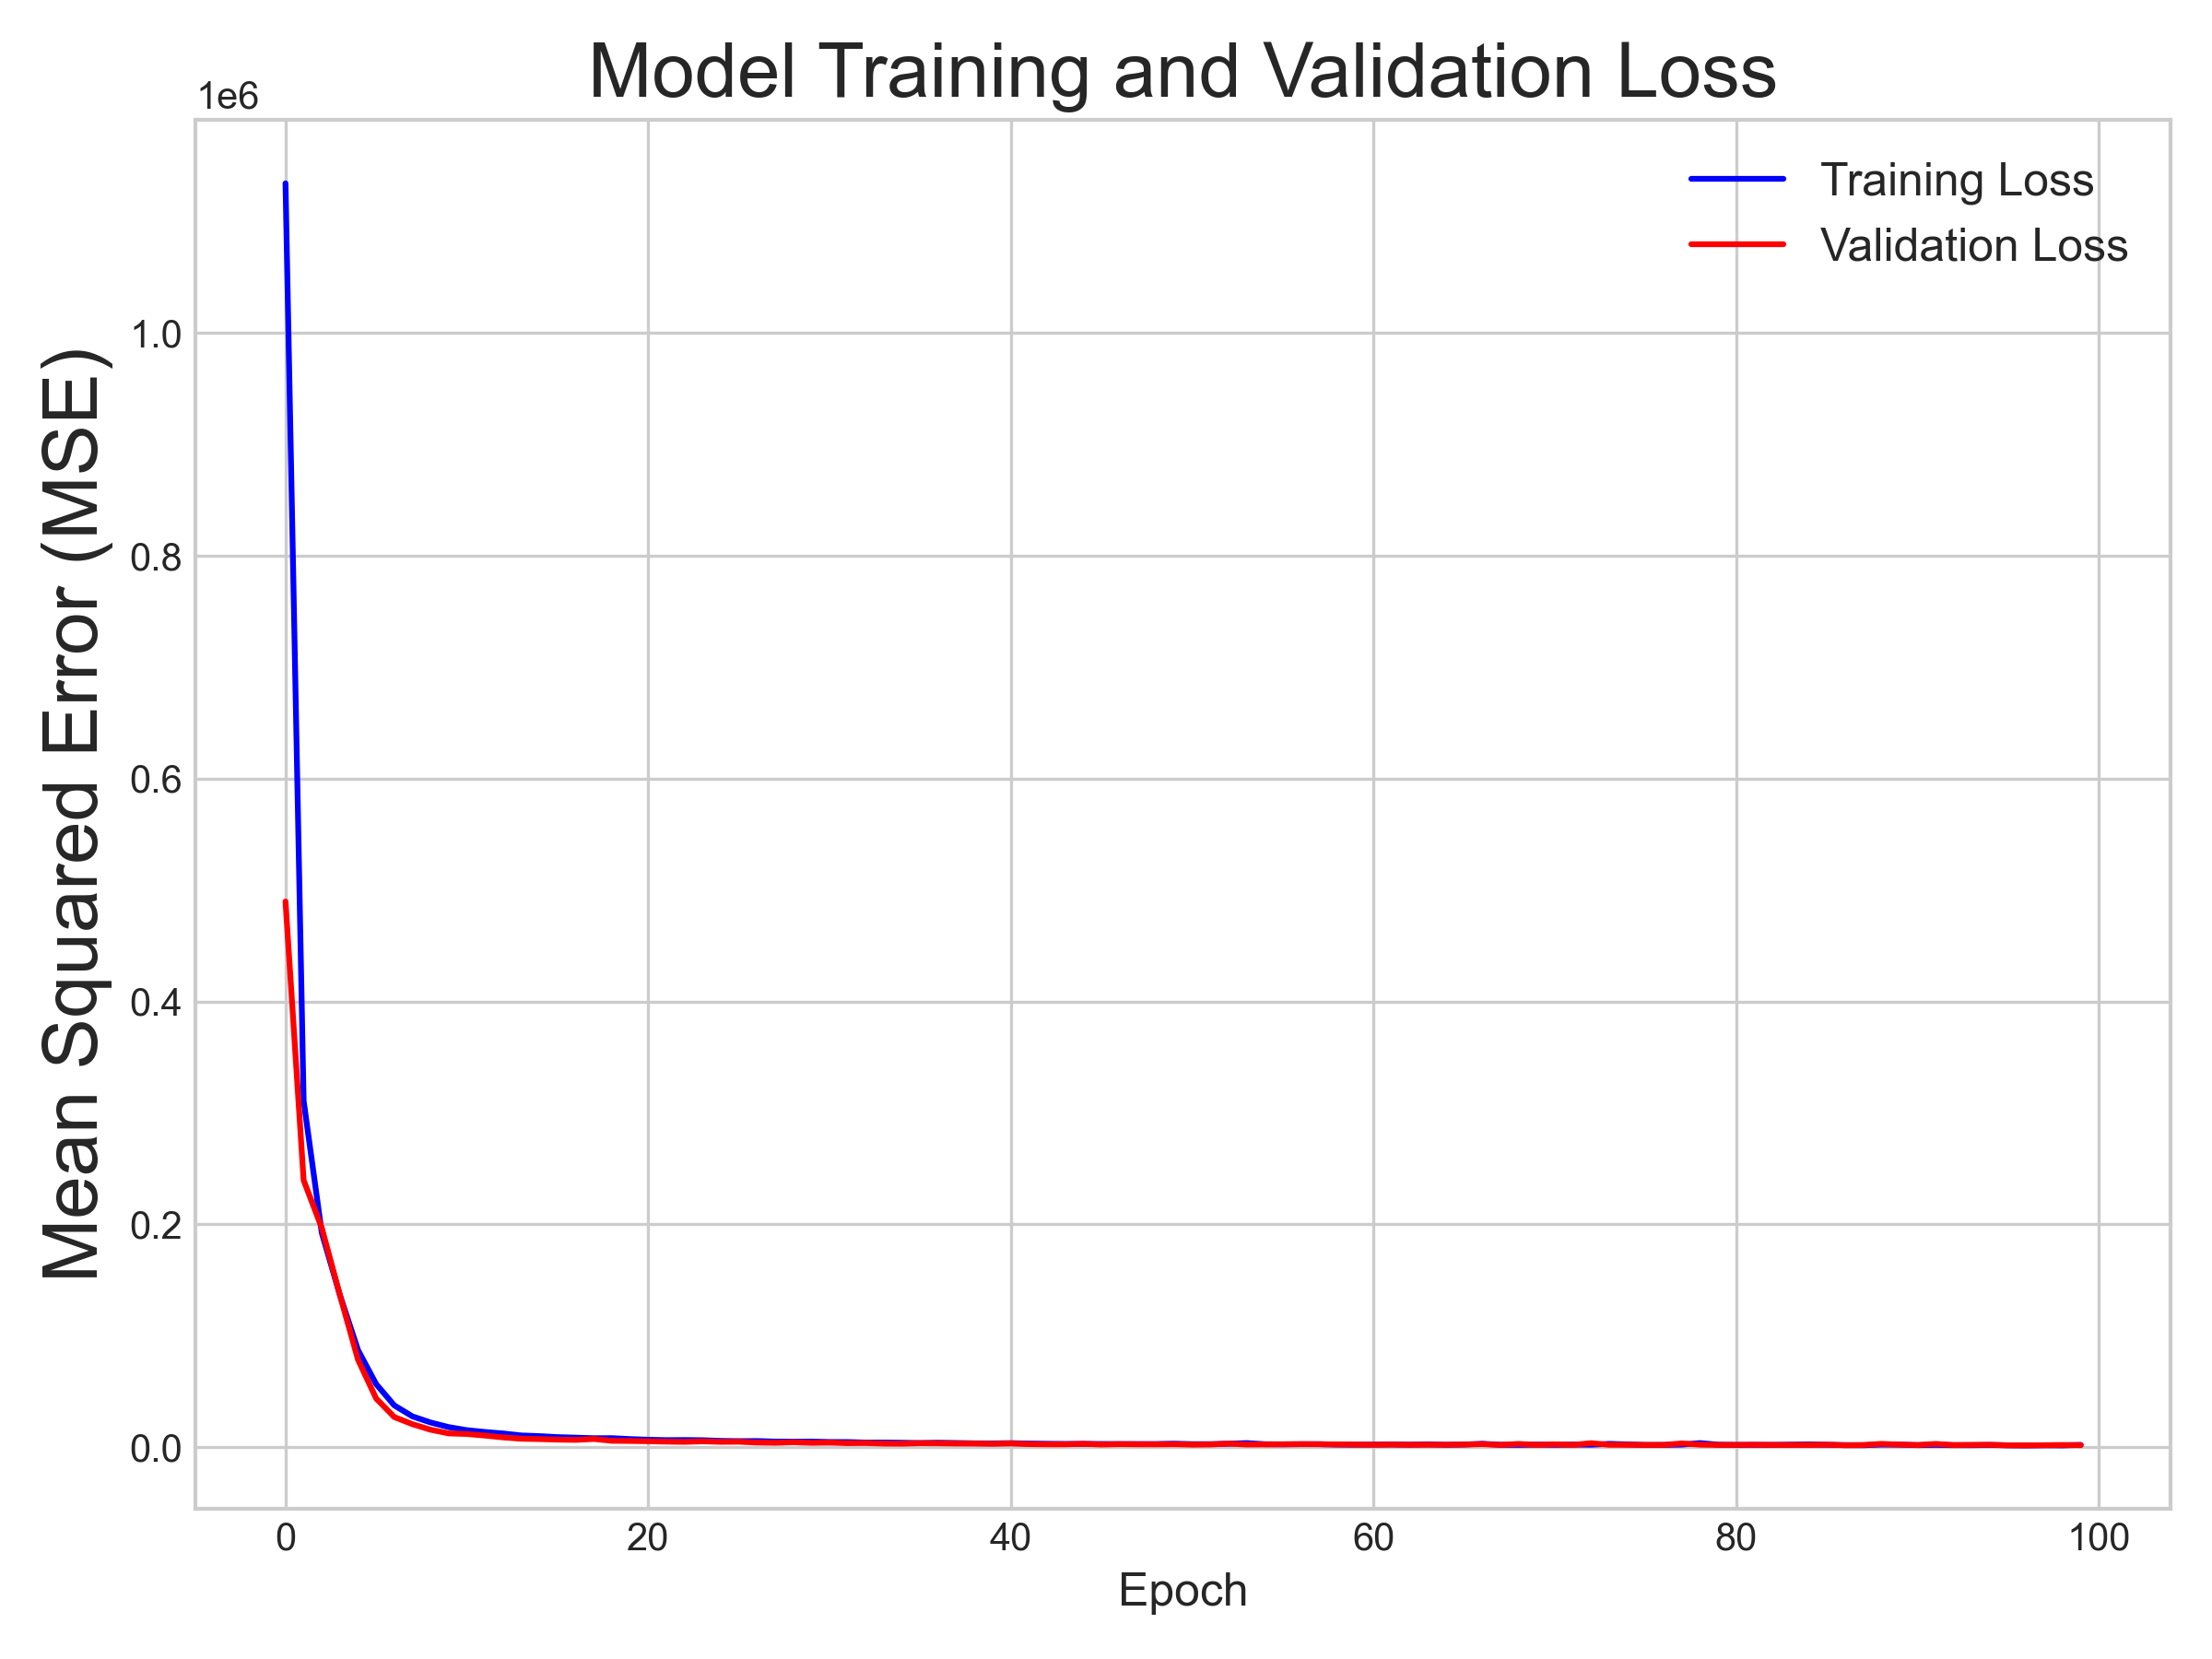 Model Training and Validation Loss
1e6
Training Loss
Validation Loss
Mean Squared Error (MSE)
1.0
0.8
0.6
0.4
0.2
0.0
0 20 40 60 80 100
Epoch